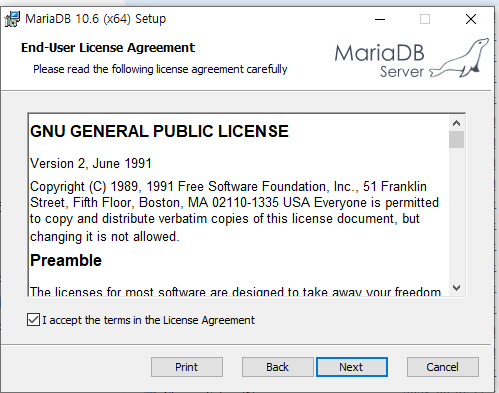 MariaDB 10.6 (x64) Setup
End-User License Agreement
Please read the following license agreement carefully
MariaDB
Server
GNU GENERAL PUBLIC LICENSE
Version 2, June 1991
Copyright (C) 1989, 1991 Free Software Foundation, Inc., 51 Franklin
Street, Fifth Floor, Boston, MA 02110-1335 USA Everyone is permitted
to copy and distribute verbatim copies of this license document, but
changing it is not allowed.
Preamble
The licenses for most software are designed to take away your freedom
I accept the terms in the License Agreement
Print
Back
Next
Cancel